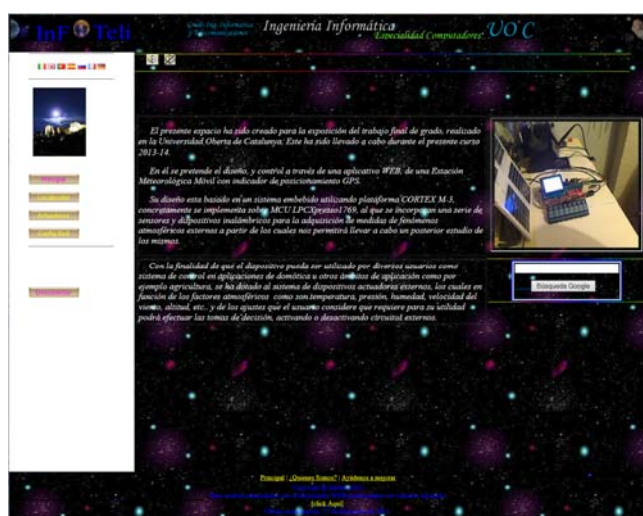 InF Teli
Grado Ing. Informática
y Telecomunicaciones
Ingeniería Informática
Especialidad Computadores
UOC
Principal
El presente espacio ha sido creado para la exposición del trabajo final de grado, realizado
en la Universidad Oberta de Catalunya, Este ha sido llevado a cabo durante el presente curso
2013-14.
En él se pretende el diseño, y control a través de una aplicativo WEB, de una Estación
Meteorológica Móvil con indicador de posicionamiento GPS.
Su diseño esta basado en un sistema embebido utilizando plataforma CORTEX M-3,
concretamente se implementa sobre MCU LPCXpresso1769, al que se incorporan una serie de
sensores y dispositivos inalámbricos para la adquisición de medidas de fenómenos
atmosféricos externos a partir de los cuales nos permitirá llevar a cabo un posterior estudio de
los mismos.
Con la finalidad de que el dispositivo pueda ser utilizado por diversos usuarios como
sistema de control en aplicaciones de domótica u otros ámbitos de aplicación como por
ejemplo agricultura, se ha dotado al sistema de dispositivos actuadores externos, los cuales en
función de los factores atmosféricos como son temperatura, presión, humedad, velocidad del
viento, altitud, etc.. y de los ajustes que el usuario considere que requiere para su utilidad
podrá efectuar las tomas de decisión, activando o desactivando circuitos externos.
Búsqueda Google
Principal | ¿Quienes Somos? | Ayúdanos a mejorar
[click Aquí]